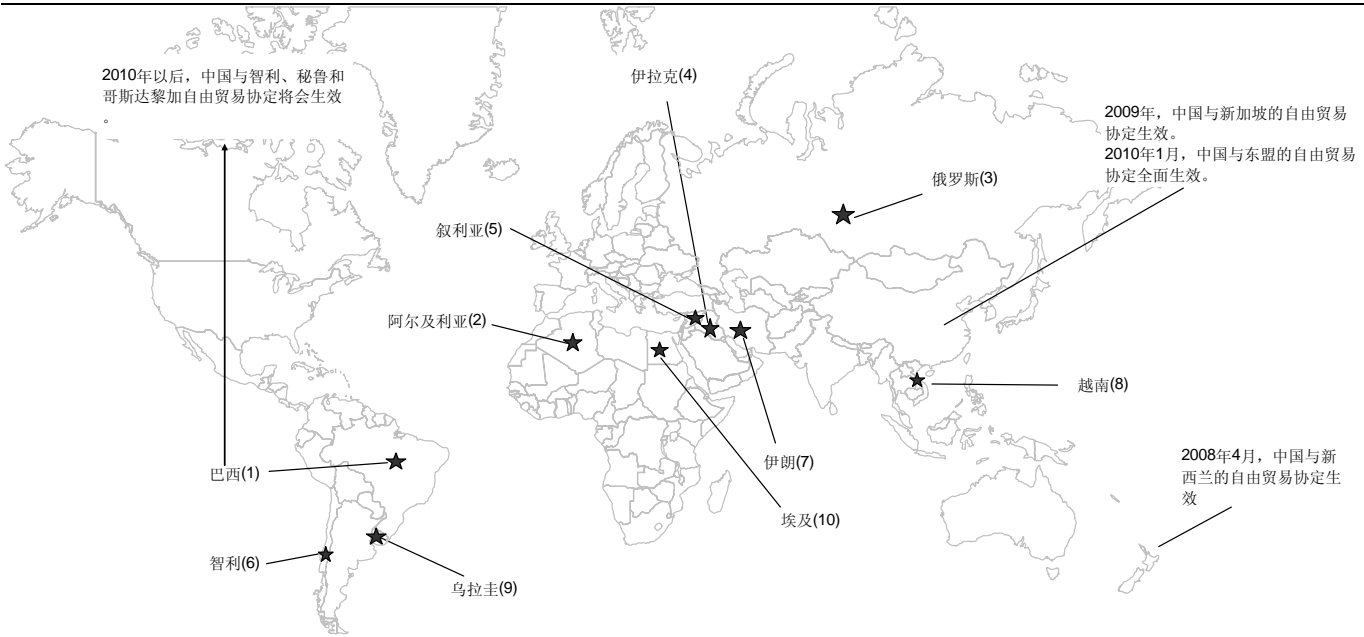 2010年以后，中国与智利、秘鲁和
哥斯达黎加自由贸易协定将会生效
。
伊拉克(4)
2009年，中国与新加坡的自由贸易
协定生效。
2010年1月，中国与东盟的自由贸易
协定全面生效。
俄罗斯(3)
叙利亚(5)
阿尔及利亚(2)
越南(8)
巴西(1)
伊朗(7)
2008年4月，中国与新
西兰的自由贸易协定生
效
埃及(10)
智利(6)
乌拉圭(9)